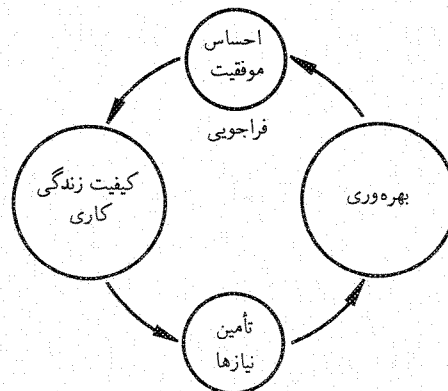 احساس
موفقیت
فراجویی
بهره‌وری
کیفیت زندگی
کاری
تأمین
نیازها